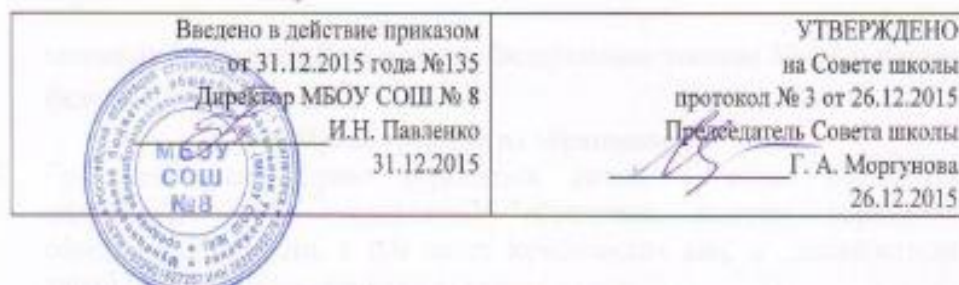 Введено в действие приказом
от 31.12.2015 года №135
Директор МБОУ СОШ № 8
И.Н. Павленко
31.12.2015
МБОУ
СОШ
№8
УТВЕРЖДЕНО
на Совете школы
протокол № 3 от 26.12.2015
Председатель Совета школы
Г. А. Моргунова
26.12.2015